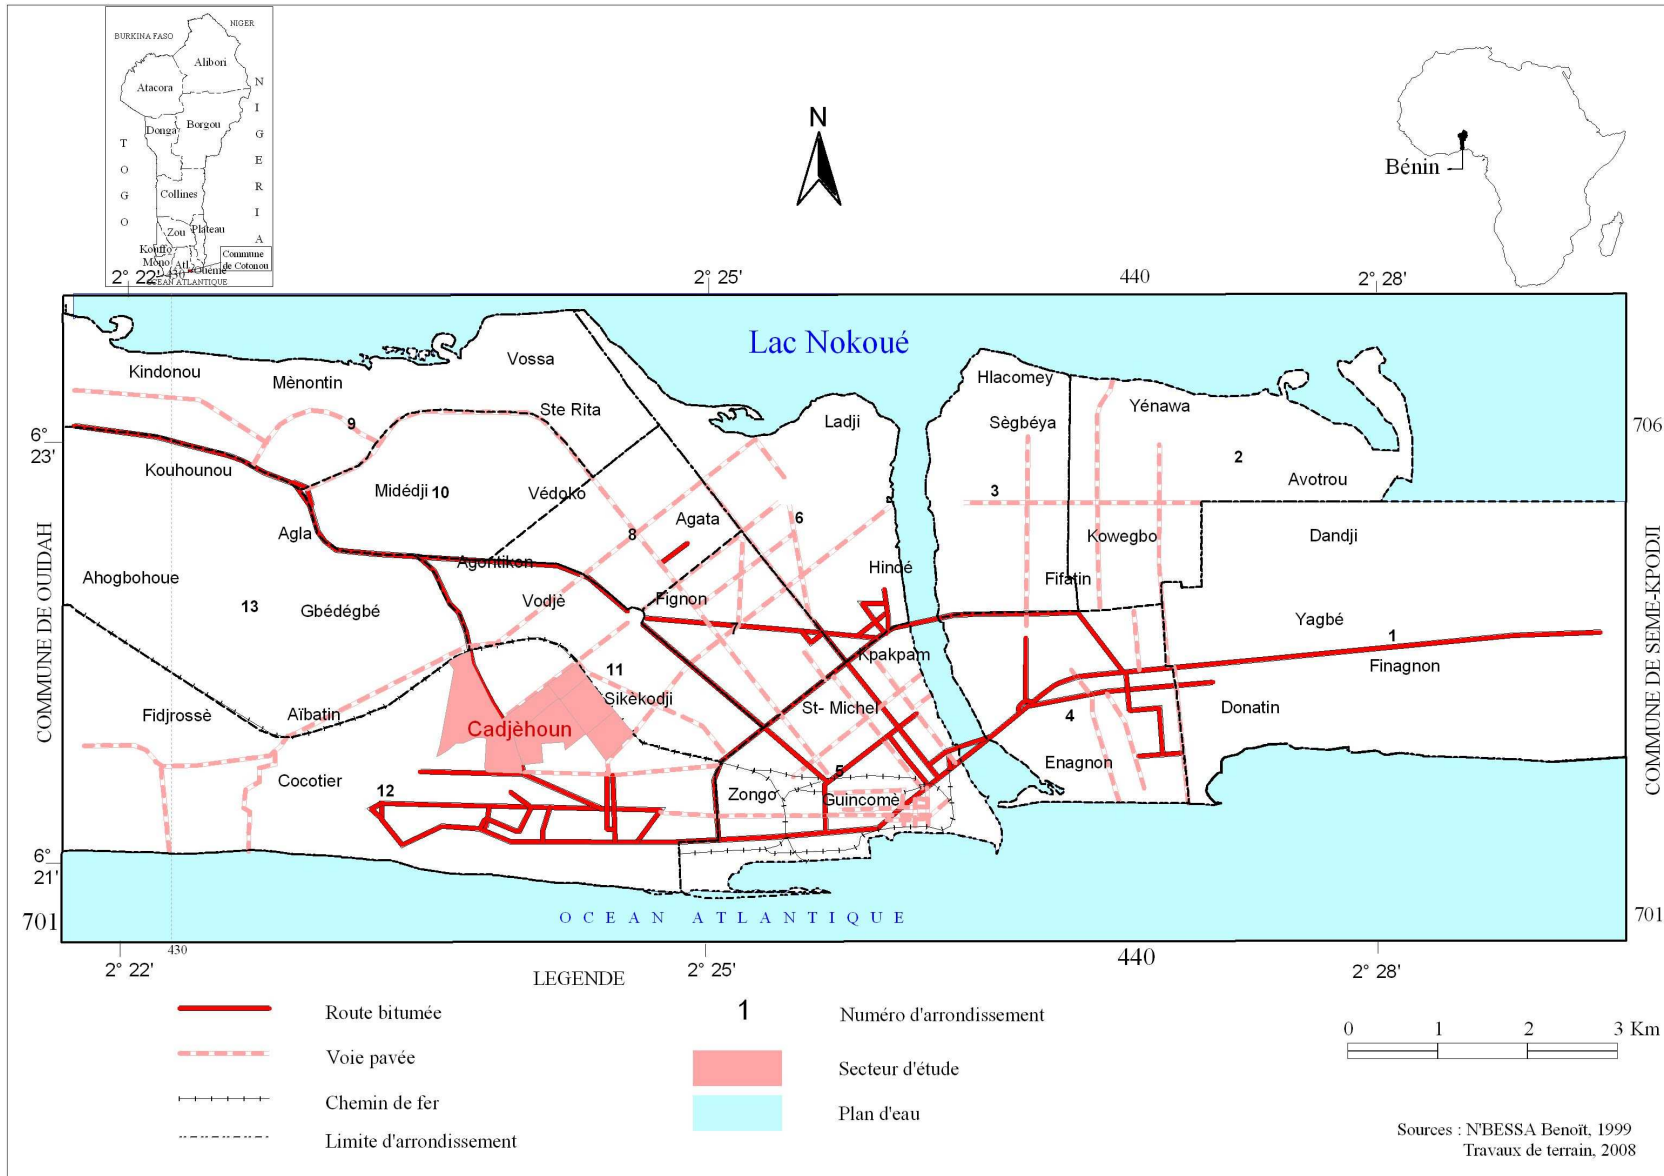 BURKINA FASO
NIGER
Alibori
Atacora
Borgou
Donga
TOGO
NIGERIA
Collines
Zou
Plateau
Kouffo
Mono
Atl
Ouémé
Commune
de Cotonou
OCEAN ATLANTIQUE
N
Bénin
2° 22'
430
2° 25'
440
2° 28'
Lac Nokoué
Kindonou
Mènontin
Vossa
Ste Rita
Ladji
Hlacomey
Sègbéya
Yénawa
9
6°
23'
706
Kouhounou
Midédji
10
Védoko
Agata
6
3
2
Avotrou
Agla
8
Kowegbo
Dandji
Agontikon
Hindé
Fifatin
Ahogbohoue
13
Gbédégbé
Vodjè
Fignon
7
Yagbé
1
Kpakpam
Finagnon
11
Sikèkodji
Fidjrossè
Aïbatin
Cadjèhoun
St- Michel
4
Donatin
Enagnon
Cocotier
12
Zongo
5
Guincomè
6°
21'
701
701
OCEAN ATLANTIQUE
COMMUNE DE OUIDAH
COMMUNE DE SEME-KPODJI
2° 22'
430
2° 25'
440
2° 28'
LEGENDE
Route bitumée
Voie pavée
Chemin de fer
Limite d'arrondissement
1
Numéro d'arrondissement
Secteur d'étude
Plan d'eau
0 1 2 3 Km
Sources : N'BESSA Benoît, 1999
Travaux de terrain, 2008